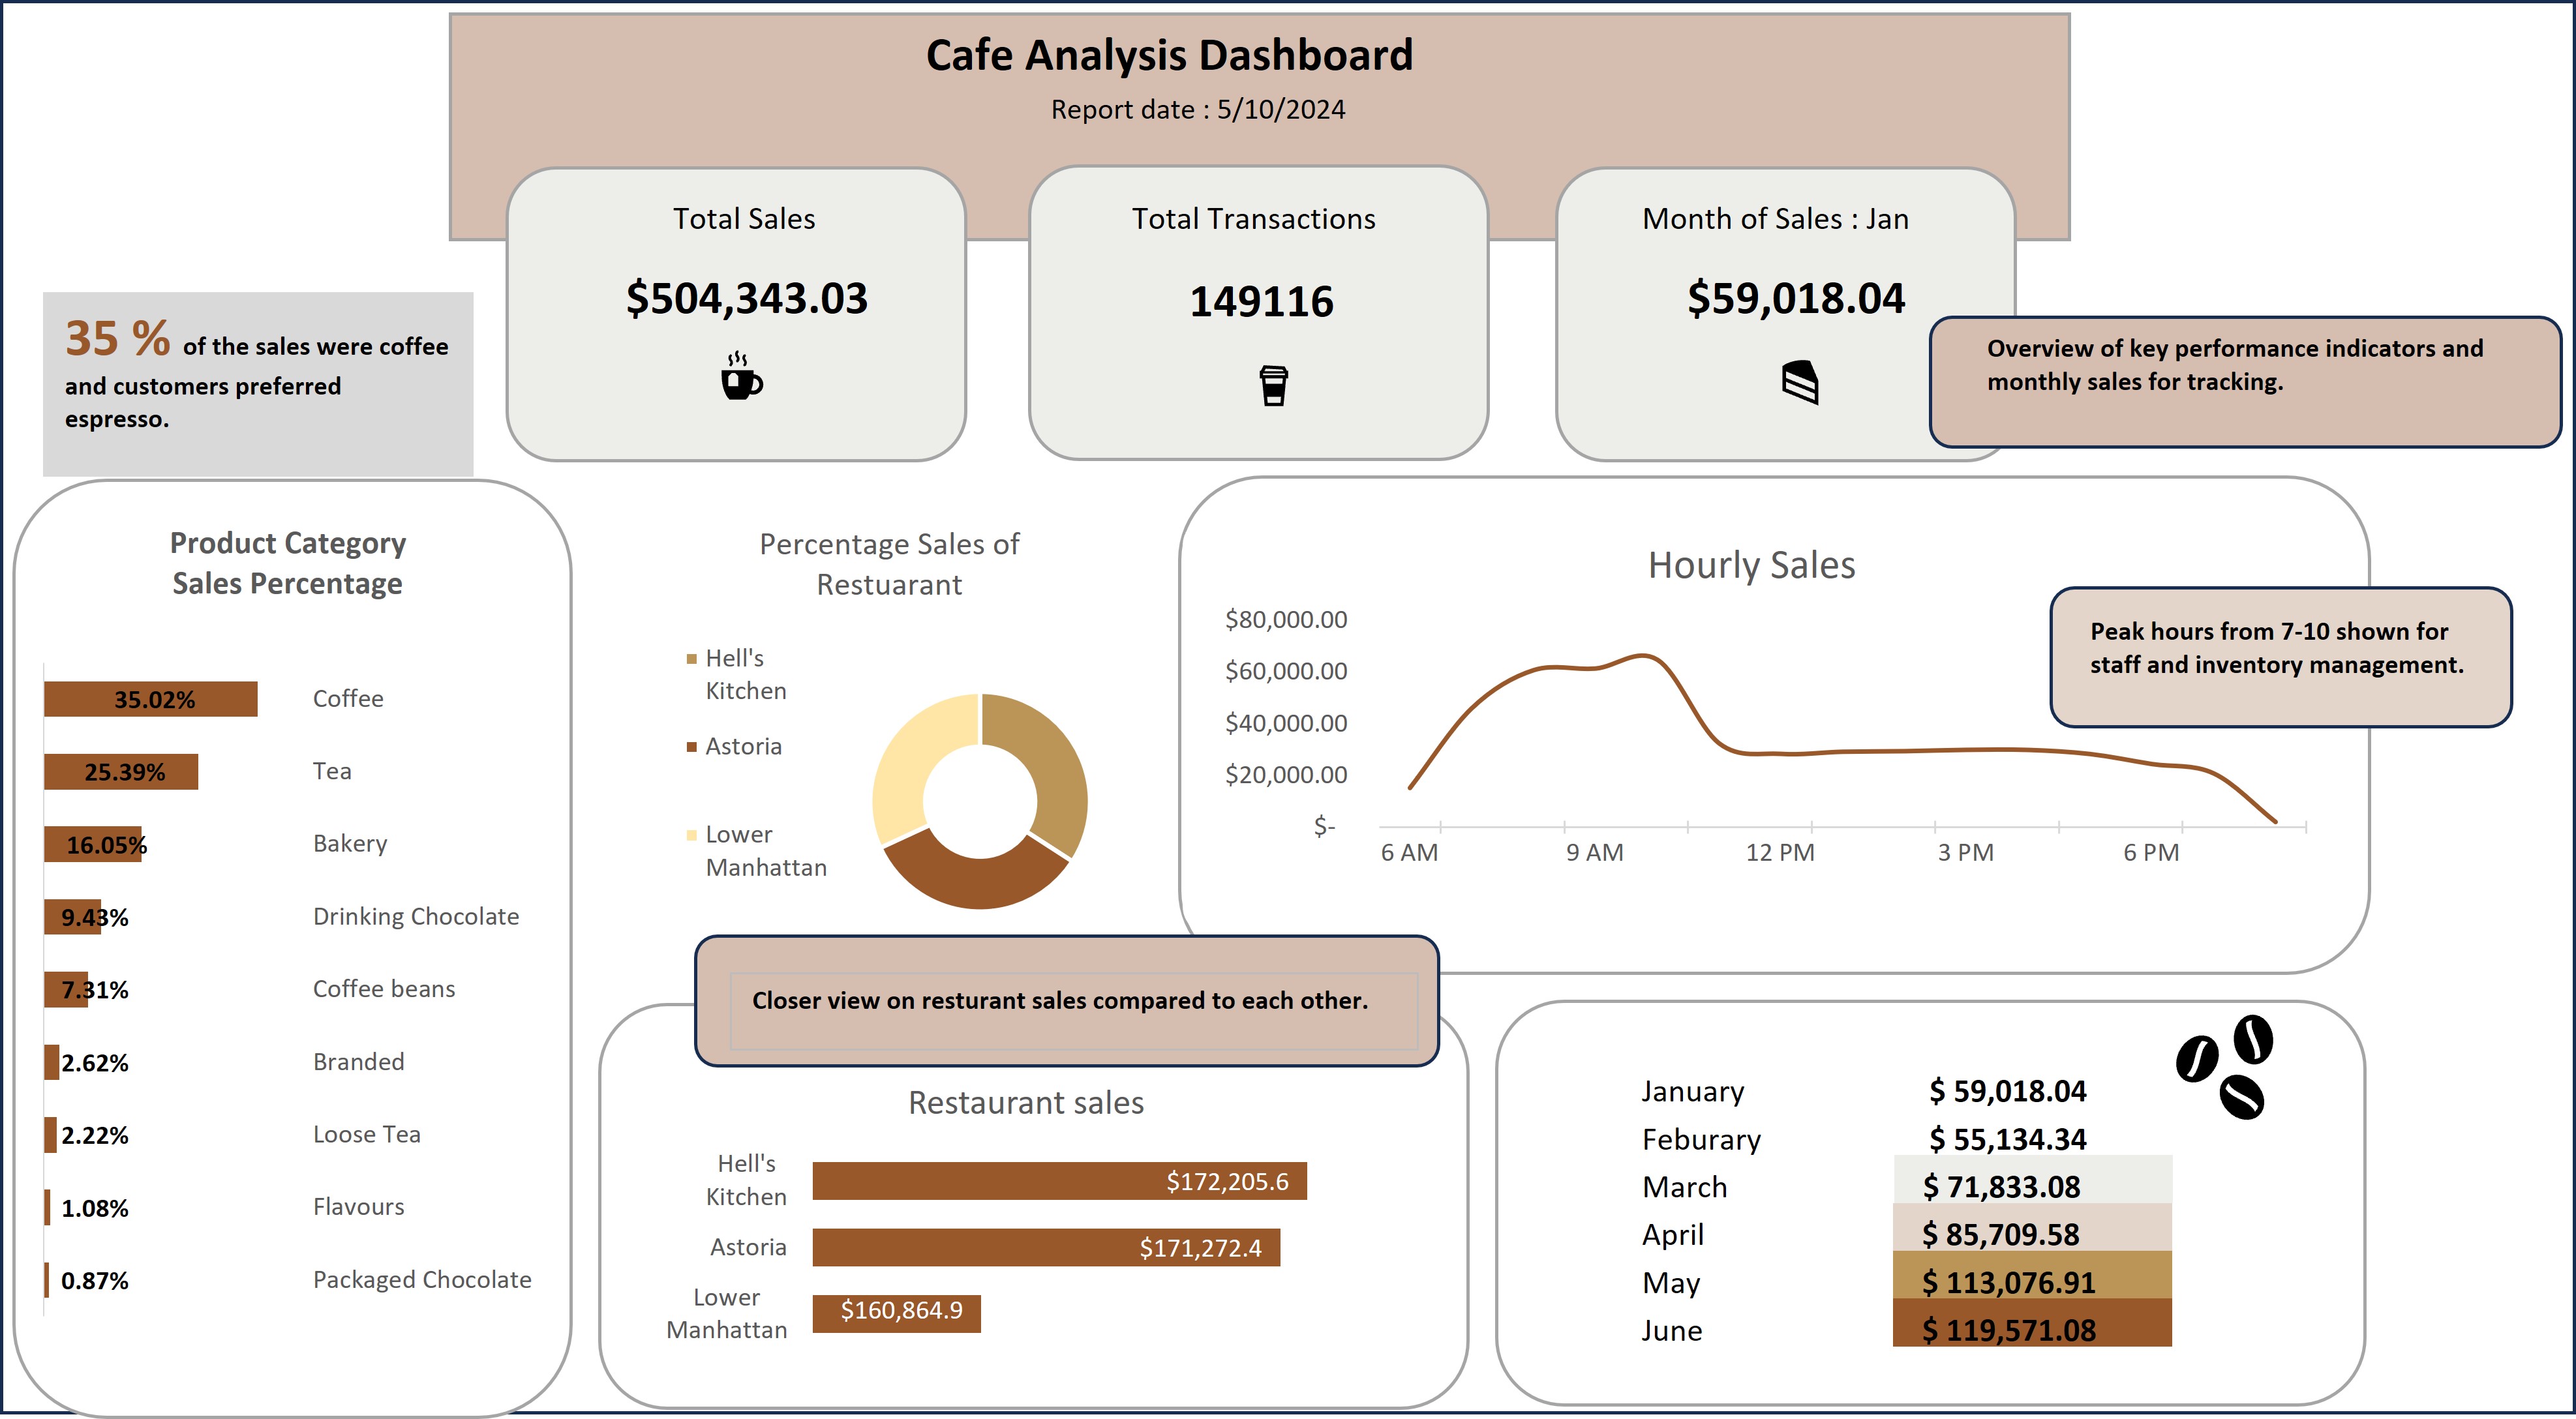 Cafe Analysis Dashboard
Report date : 5/10/2024
Total Sales
$504,343.03
Total Transactions
149116
Month of Sales : Jan
$59,018.04
Overview of key performance indicators and
monthly sales for tracking.
35 % of the sales were coffee
and customers preferred
espresso.
Product Category
Sales Percentage
35.02% Coffee
25.39% Tea
16.05% Bakery
9.43% Drinking Chocolate
7.31% Coffee beans
2.62% Branded
2.22% Loose Tea
1.08% Flavours
0.87% Packaged Chocolate
Percentage Sales of
Restuarant
Hell's
Kitchen
Astoria
Lower
Manhattan
Hourly Sales
$80,000.00
$60,000.00
$40,000.00
$20,000.00
$-
6 AM 9 AM 12 PM 3 PM 6 PM
Peak hours from 7-10 shown for
staff and inventory management.
Closer view on resturant sales compared to each other.
Restaurant sales
Hell's
Kitchen
$172,205.6
Astoria $171,272.4
Lower
Manhattan
$160,864.9
January $ 59,018.04
Feburary $ 55,134.34
March $ 71,833.08
April $ 85,709.58
May $ 113,076.91
June $ 119,571.08